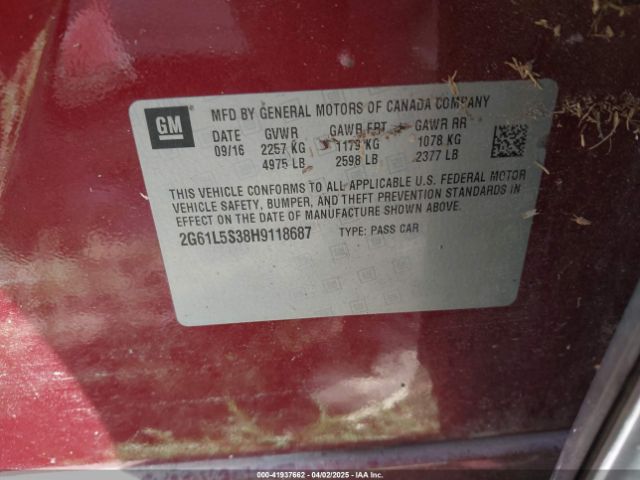 GM
MFD BY GENERAL MOTORS OF CANADA COMPANY
DATE GVWR GAWR FRT GAWR RR
09/16 2257 KG 1179 KG 1078 KG
4975 LB 2598 LB 2377 LB
THIS VEHICLE CONFORMS TO ALL APPLICABLE U.S. FEDERAL MOTOR
VEHICLE SAFETY, BUMPER, AND THEFT PREVENTION STANDARDS IN
EFFECT ON THE DATE OF MANUFACTURE SHOWN ABOVE.
2G61L5S38H9118687 TYPE: PASS CAR
000-41937662 - 04/02/2025 - COPART.COM